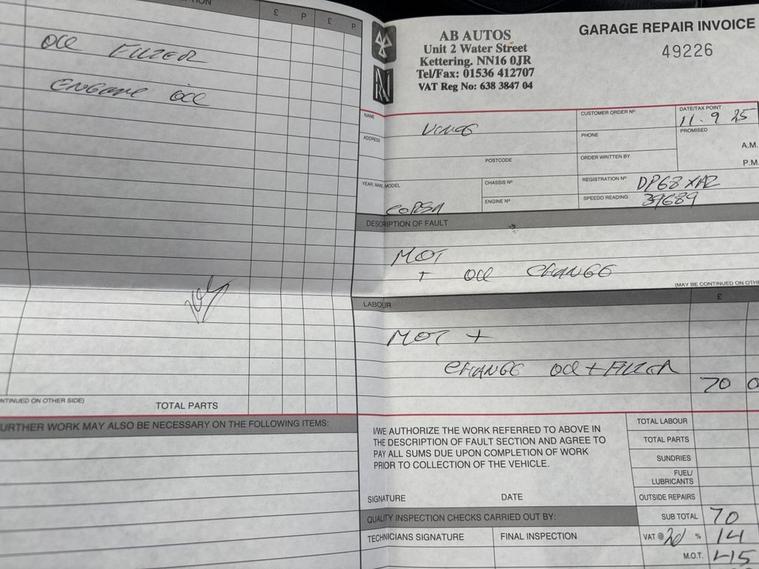 £ P £ P
OIL FILTER
ENGINE OIL
CONTINUED ON OTHER SIDE)
TOTAL PARTS
URTHER WORK MAY ALSO BE NECESSARY ON THE FOLLOWING ITEMS:
AB AUTOS
Unit 2 Water Street
Kettering. NN16 0JR
Tel/Fax: 01536 412707
VAT Reg No: 638 3847 04
GARAGE REPAIR INVOICE
49226
NAME
CUSTOMER ORDER Nº
DATE/TAX POINT
11.9 25
ADDRESS
PHONE
PROMISED
A.M.
POSTCODE
ORDER WRITTEN BY
P.M.
YEAR, MAKE, MODEL
CORSA
CHASSIS Nº
REGISTRATION Nº DP68 XAZ
ENGINE Nº
SPEEDO READING 39689
DESCRIPTION OF FAULT
MOT
+ OIL CHANGE
(MAY BE CONTINUED ON OTH
LABOUR
£
MOT +
CHANGE OIL + FILTER
70 0
I/WE AUTHORIZE THE WORK REFERRED TO ABOVE IN
THE DESCRIPTION OF FAULT SECTION AND AGREE TO
PAY ALL SUMS DUE UPON COMPLETION OF WORK
PRIOR TO COLLECTION OF THE VEHICLE.
SIGNATURE
DATE
QUALITY INSPECTION CHECKS CARRIED OUT BY:
TECHNICIANS SIGNATURE
FINAL INSPECTION
TOTAL LABOUR
TOTAL PARTS
SUNDRIES
FUEL/
LUBRICANTS
OUTSIDE REPAIRS
SUB TOTAL 70
VAT @ 20 % 14
M.O.T. 45